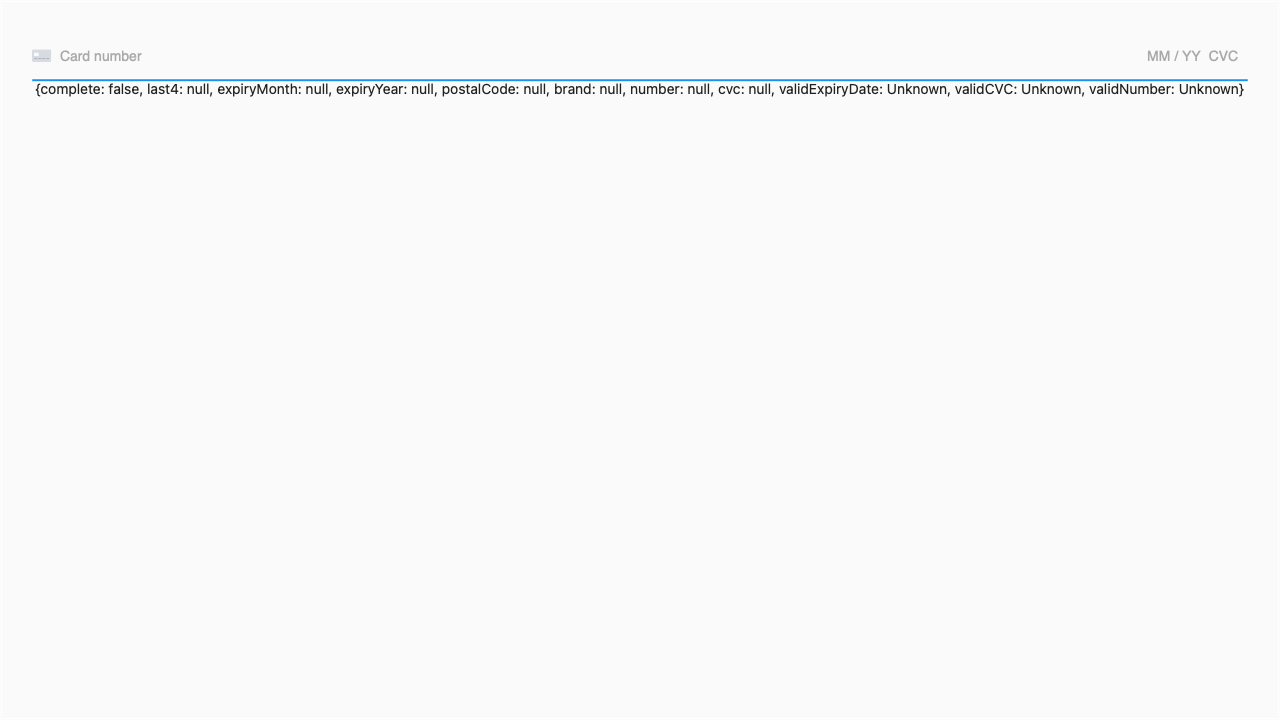 Card number MM / YY CVC
{complete: false, last4: null, expiryMonth: null, expiryYear: null, postalCode: null, brand: null, number: null, cvc: null, validExpiryDate: Unknown, validCVC: Unknown, validNumber: Unknown}